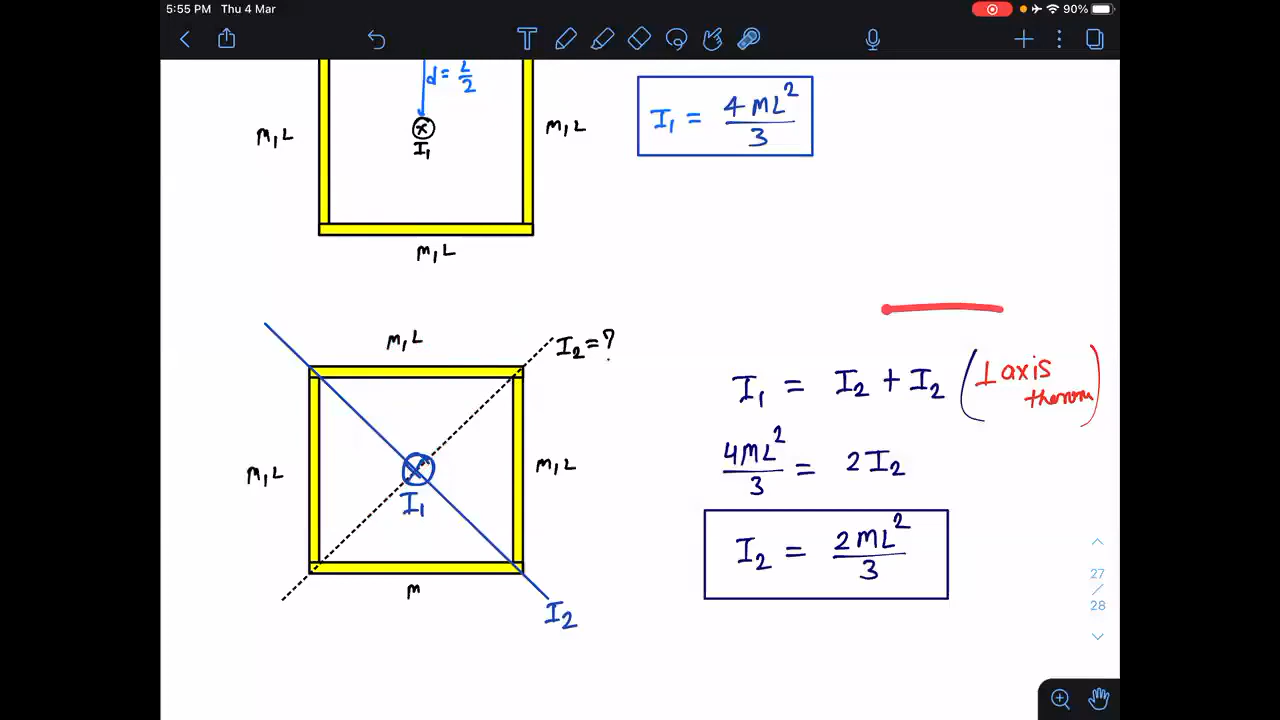 5:55 PM Thu 4 Mar
90%
T
d = L/2
m, L
m, L
I₁
m, L
I₁ = 4ML²/3
m, L
I₂ = ?
m, L
m, L
I₁
m
I₂
I₁ = I₂ + I₂ (⊥ axis
therom)
4ML²/3 = 2I₂
I₂ = 2ML²/3
27
/
28